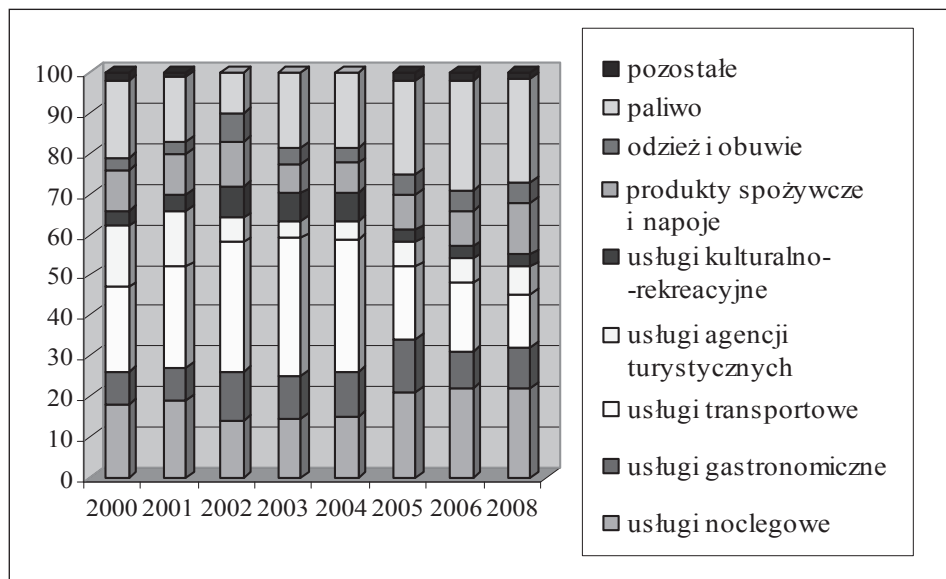 100
90
80
70
60
50
40
30
20
10
0
2000 2001 2002 2003 2004 2005 2006 2008
pozostałe
paliwo
odzież i obuwie
produkty spożywcze
i napoje
usługi kulturalno-
-rekreacyjne
usługi agencji
turystycznych
usługi transportowe
usługi gastronomiczne
usługi noclegowe